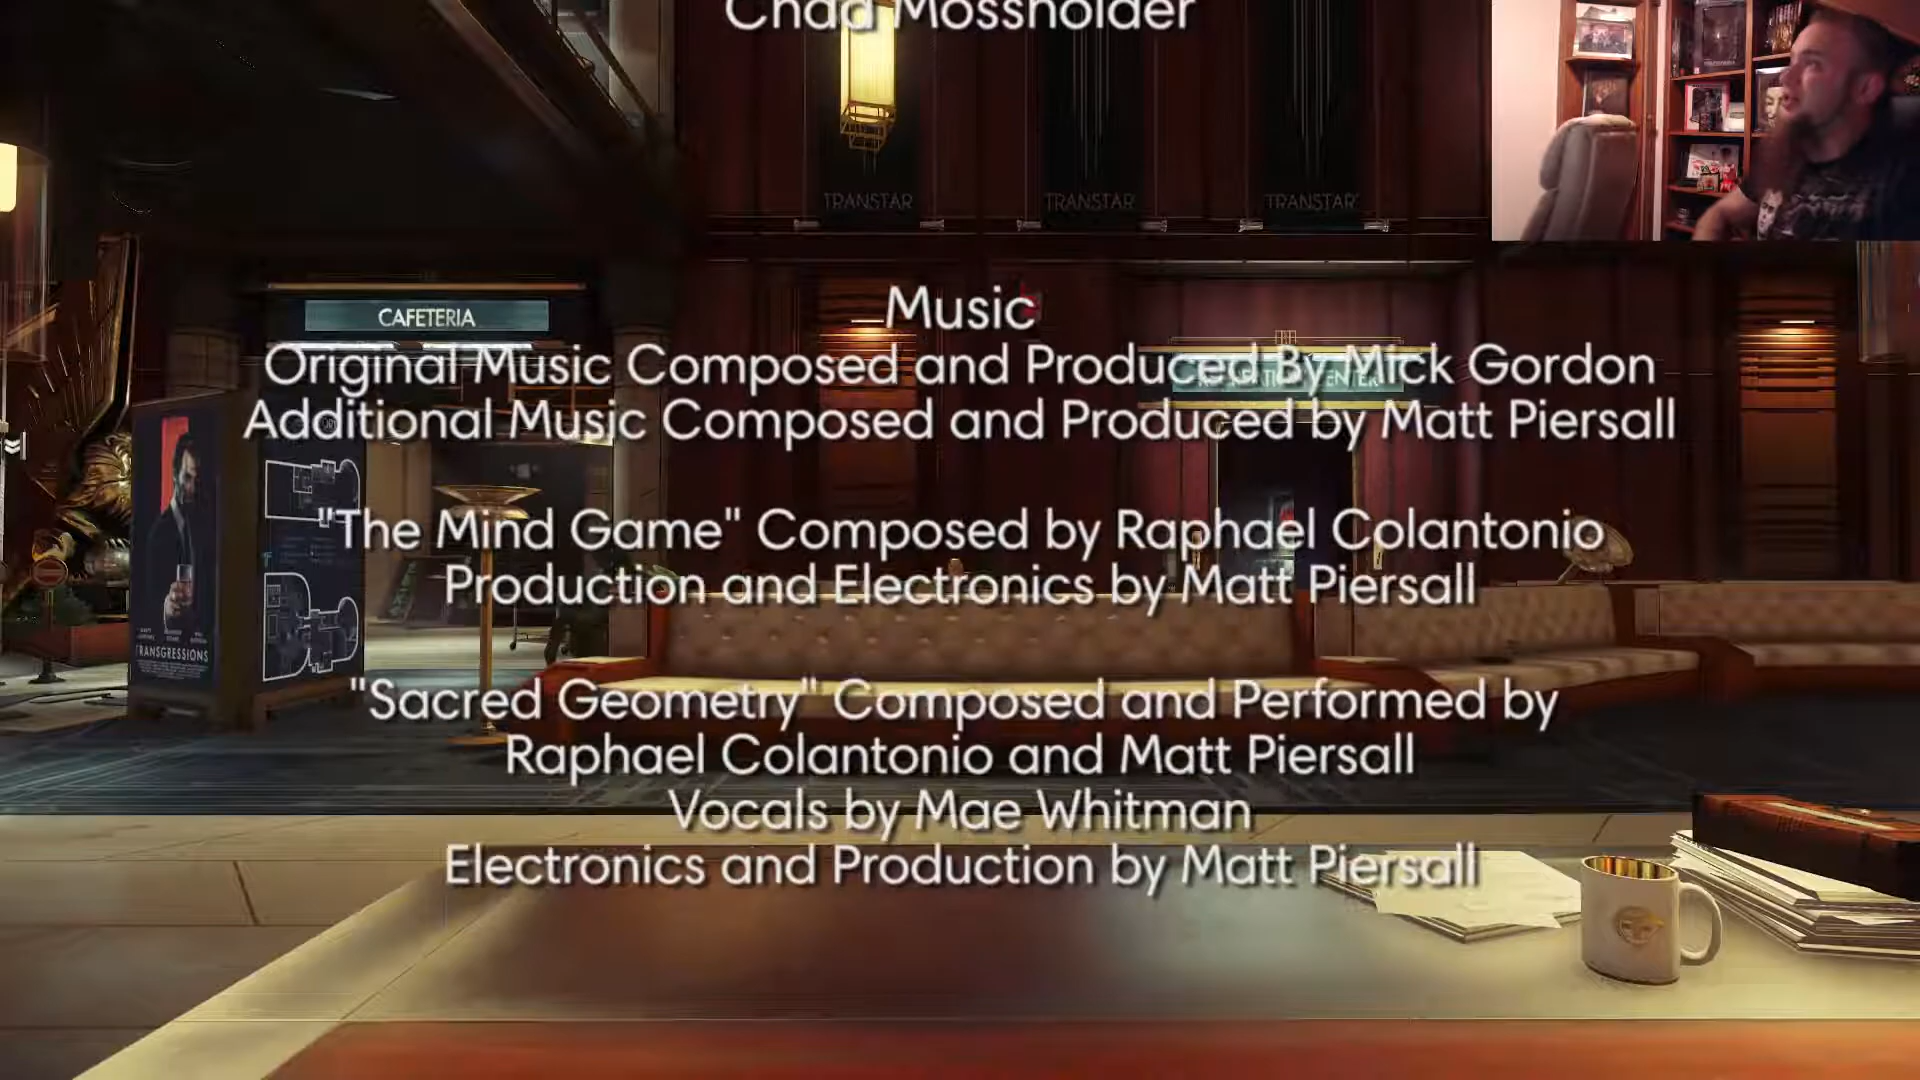 Chad Mossholder
TRANSTAR TRANSTAR TRANSTAR
CAFETERIA
Music
Original Music Composed and Produced By Mick Gordon
Additional Music Composed and Produced by Matt Piersall
"The Mind Game" Composed by Raphael Colantonio
Production and Electronics by Matt Piersall
TRANSGRESSIONS
"Sacred Geometry" Composed and Performed by
Raphael Colantonio and Matt Piersall
Vocals by Mae Whitman
Electronics and Production by Matt Piersall